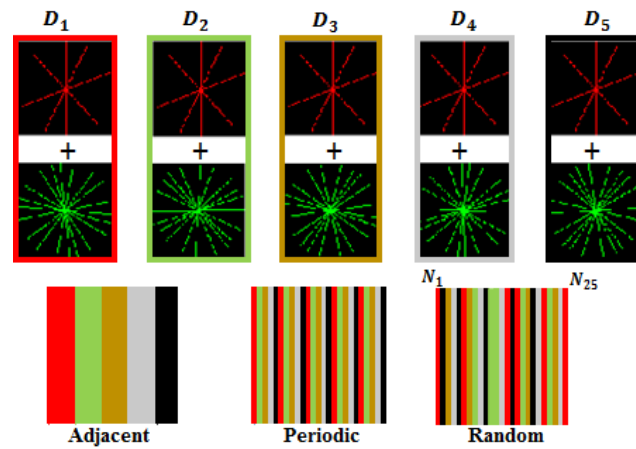 D₁ D₂ D₃ D₄ D₅
+ + + + +
N₁ N₂₅
Adjacent Periodic Random